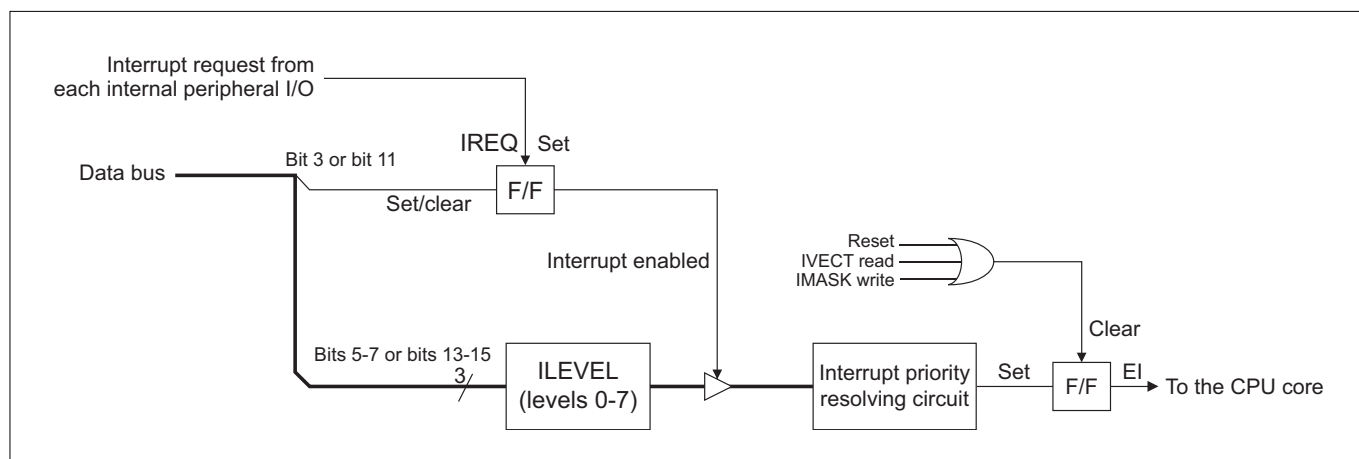 Interrupt request from
each internal peripheral I/O
IREQ
Set
Bit 3 or bit 11
Data bus
F/F
Set/clear
Interrupt enabled
Reset
IVECT read
IMASK write
Clear
Bits 5-7 or bits 13-15
3
ILEVEL
(levels 0-7)
Interrupt priority
resolving circuit
Set
F/F
EI
To the CPU core